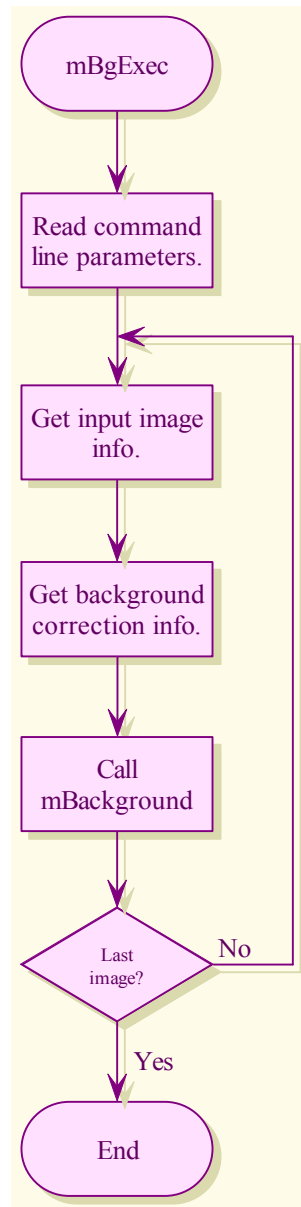 mBgExec
Read command
line parameters.
Get input image
info.
Get background
correction info.
Call
mBackground
Last
image?
No
Yes
End